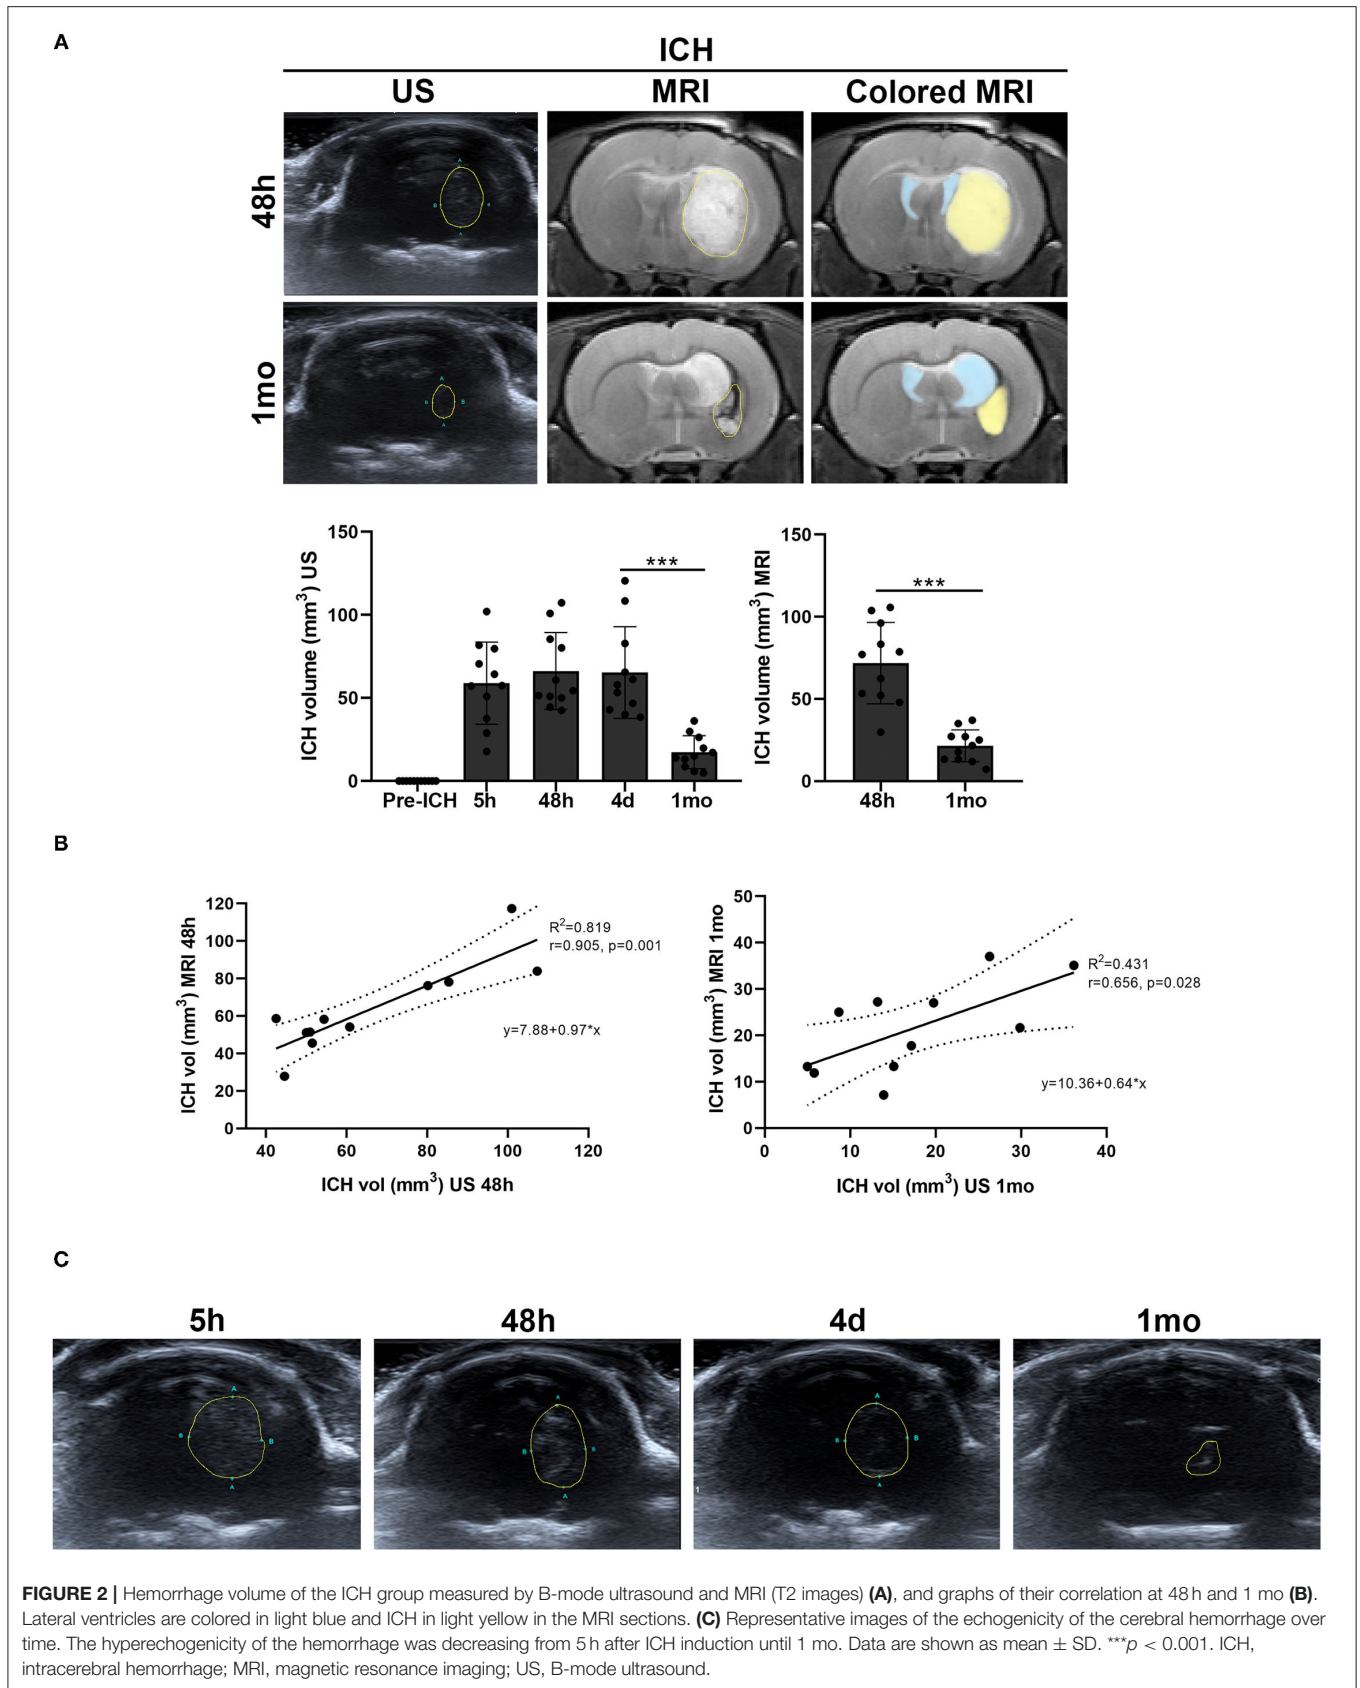 A
ICH
US MRI Colored MRI
48h
A
B B
A
1mo
A
B B
A
ICH volume (mm³) US
150
100
50
0
***
Pre-ICH 5h 48h 4d 1mo
ICH volume (mm³) MRI
150
100
50
0
***
48h 1mo
B
ICH vol (mm³) MRI 48h
120
100
80
60
40
20
0
R²=0.819
r=0.905, p=0.001
y=7.88+0.97*x
40 60 80 100 120
ICH vol (mm³) US 48h
ICH vol (mm³) MRI 1mo
50
40
30
20
10
0
R²=0.431
r=0.656, p=0.028
y=10.36+0.64*x
0 10 20 30 40
ICH vol (mm³) US 1mo
C
5h 48h 4d 1mo
A
B B
A
A
B B
A
A
B B
A
1
FIGURE 2 | Hemorrhage volume of the ICH group measured by B-mode ultrasound and MRI (T2 images) (A), and graphs of their correlation at 48 h and 1 mo (B).
Lateral ventricles are colored in light blue and ICH in light yellow in the MRI sections. (C) Representative images of the echogenicity of the cerebral hemorrhage over
time. The hyperechogenicity of the hemorrhage was decreasing from 5 h after ICH induction until 1 mo. Data are shown as mean ± SD. ***p < 0.001. ICH,
intracerebral hemorrhage; MRI, magnetic resonance imaging; US, B-mode ultrasound.